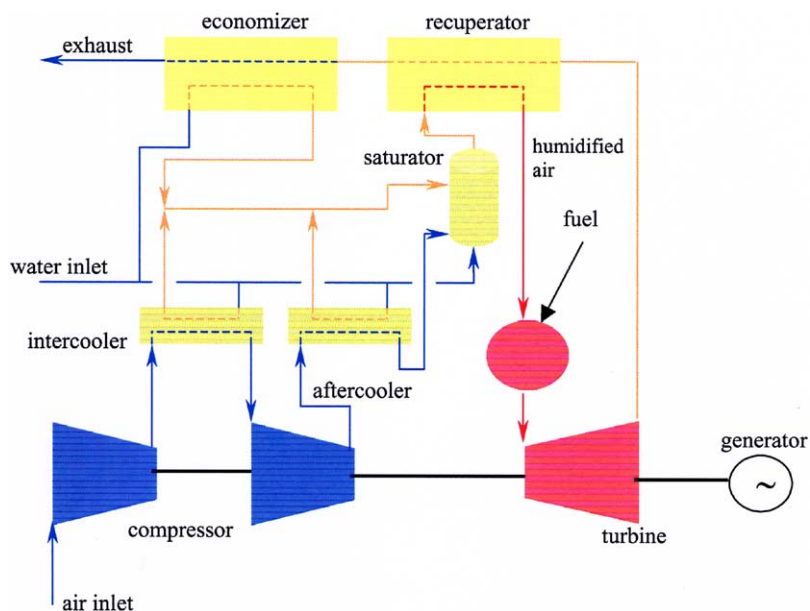 economizer
recuperator
exhaust
saturator
humidified
air
fuel
water inlet
intercooler
aftercooler
generator
~
compressor
turbine
air inlet